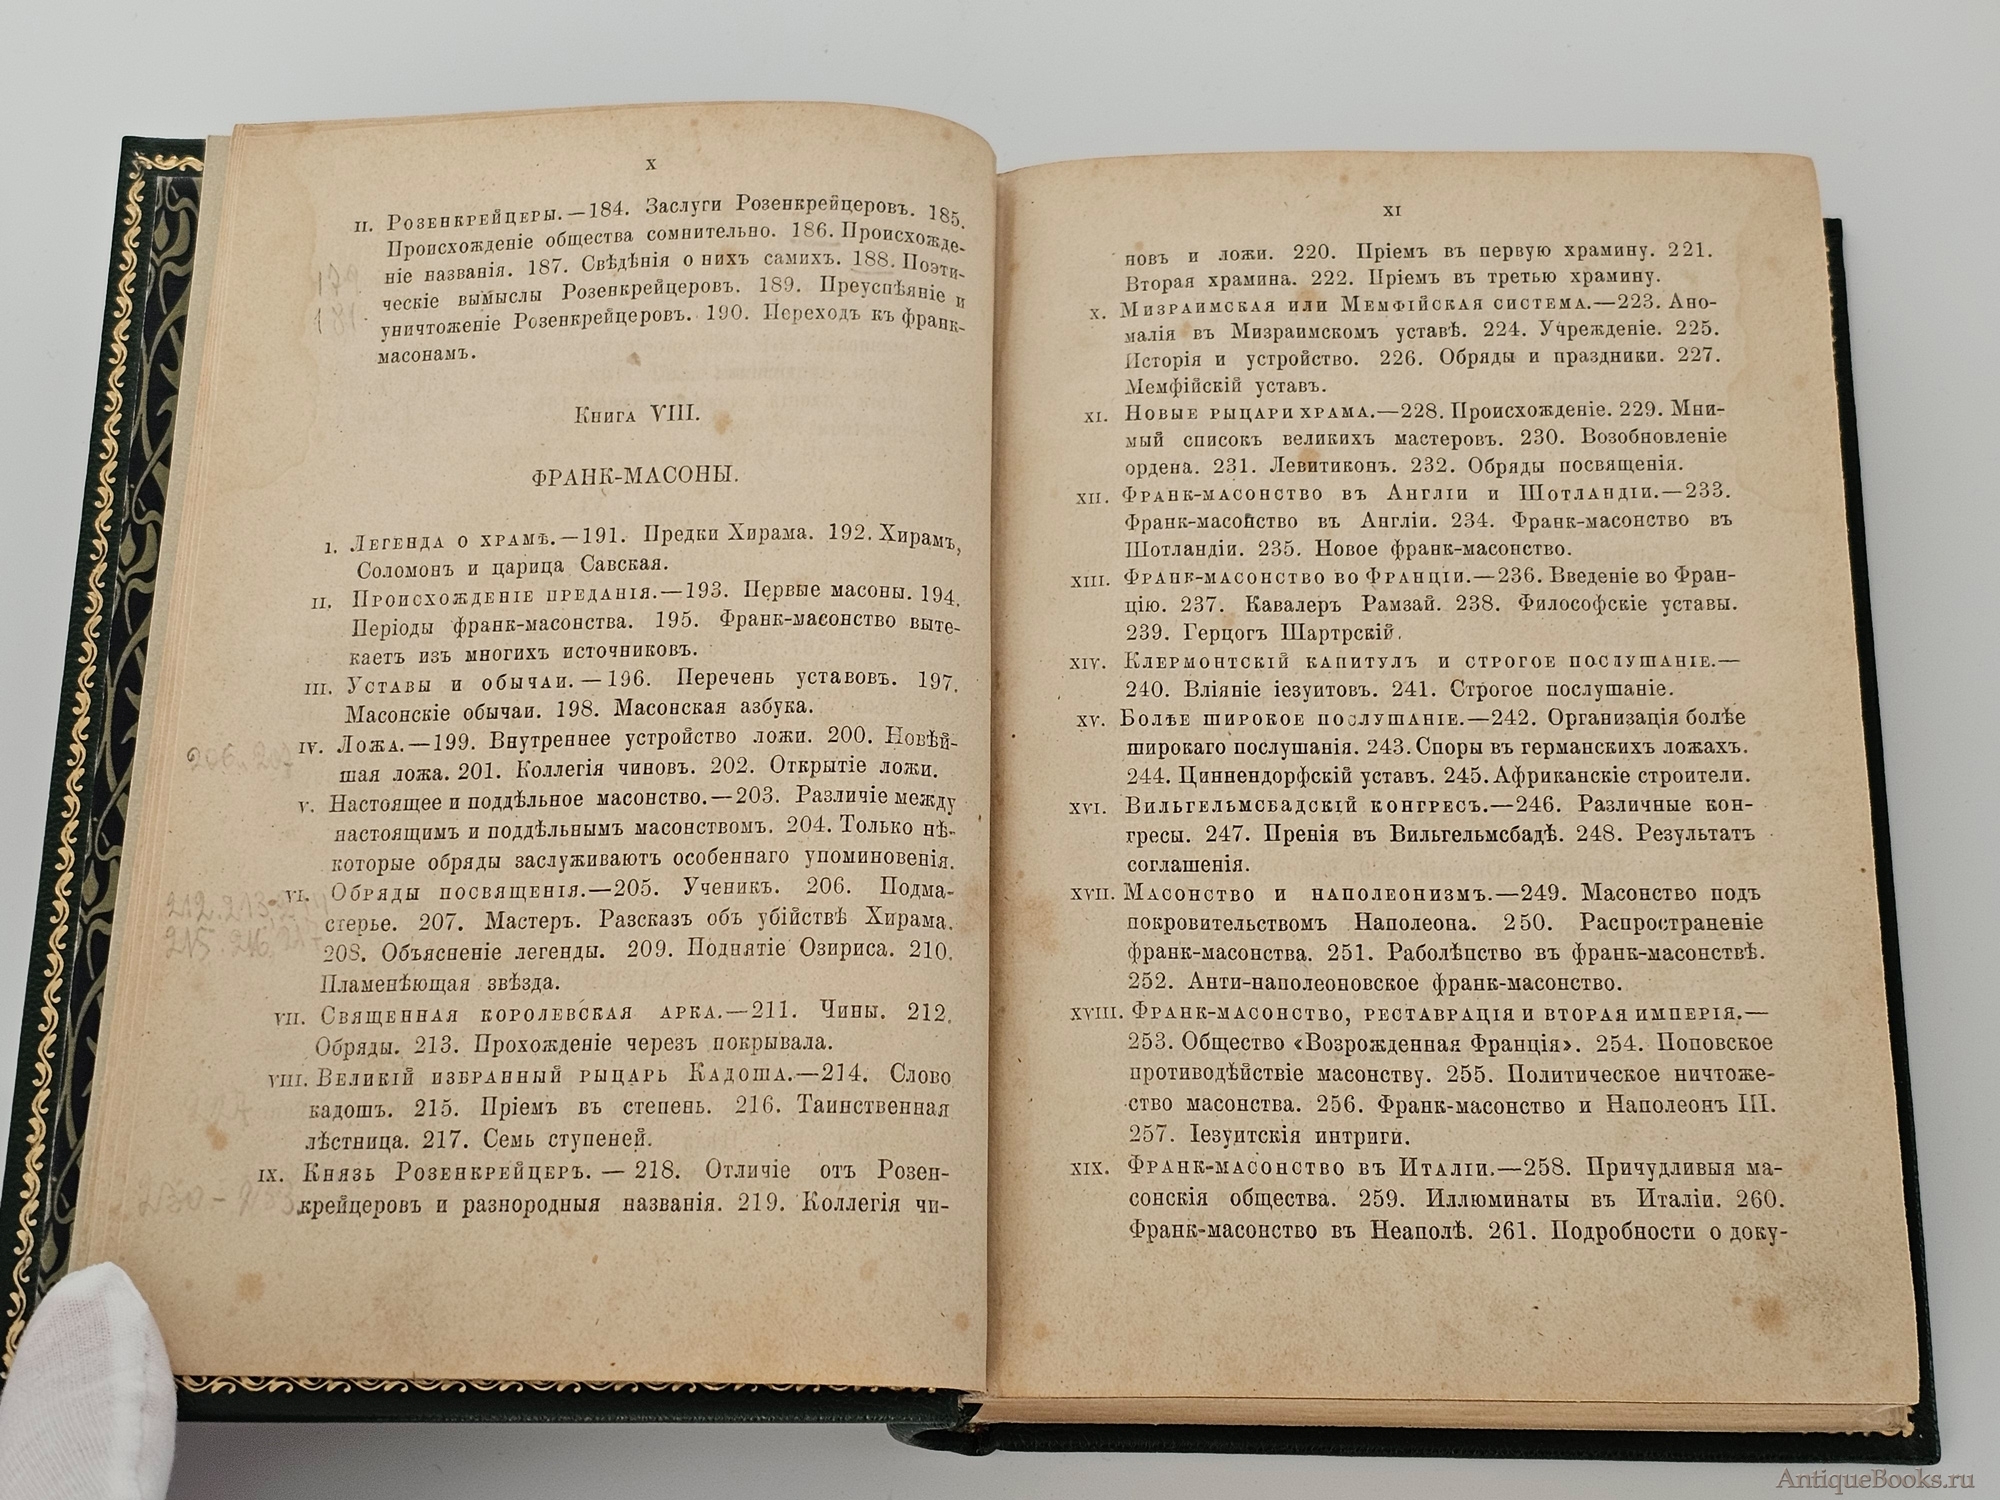 X
II. Розенкрейцеры.—184. Заслуги Розенкрейцеровъ. 185.
Происхожденіе общества сомнительно. 186. Происхожде-
ніе названія. 187. Свѣдѣнія о нихъ самихъ. 188. Поэти-
ческіе вымыслы Розенкрейцеровъ. 189. Преуспѣяніе и
уничтоженіе Розенкрейцеровъ. 190. Переходъ къ франк-
масонамъ.
Книга VIII.
ФРАНК-МАСОНЫ.
I. Легенда о храмѣ.—191. Предки Хирама. 192. Хирамъ,
Соломонъ и царица Савская.
II. Происхожденіе преданія.—193. Первые масоны. 194.
Періоды франк-масонства. 195. Франк-масонство выте-
каетъ изъ многихъ источниковъ.
III. Уставы и обычаи.—196. Перечень уставовъ. 197.
Масонскіе обычаи. 198. Масонская азбука.
206. 207
IV. Ложа.—199. Внутреннее устройство ложи. 200. Новѣй-
шая ложа. 201. Коллегія чиновъ. 202. Открытіе ложи.
V. Настоящее и поддѣльное масонство.—203. Различіе между
настоящимъ и поддѣльнымъ масонствомъ. 204. Только нѣ-
которые обряды заслуживаютъ особеннаго упоминовенія.
212. 213.
VI. Обряды посвященія.—205. Ученикъ. 206. Подма-
215. 216.
стерье. 207. Мастеръ. Разсказъ объ убійствѣ Хирама.
208. Объясненіе легенды. 209. Поднятіе Озириса. 210.
Пламенѣющая звѣзда.
VII. Священная королевская арка.—211. Чины. 212.
Обряды. 213. Прохожденіе черезъ покрывала.
VIII. Великій избранный рыцарь Кадоша.—214. Слово
кадошъ. 215. Пріемъ въ степень. 216. Таинственная
лѣстница. 217. Семь ступеней.
IX. Князь Розенкрейцеръ.—218. Отличіе отъ Розен-
крейцеровъ и разнородныя названія. 219. Коллегія чи-
XI
новъ и ложи. 220. Пріемъ въ первую храмину. 221.
Вторая храмина. 222. Пріемъ въ третью храмину.
X. Мизраимская или Мемфійская система.—223. Ано-
малія въ Мизраимскомъ уставѣ. 224. Учрежденіе. 225.
Исторія и устройство. 226. Обряды и праздники. 227.
Мемфійскій уставъ.
XI. Новые рыцари храма.—228. Происхожденіе. 229. Мни-
мый списокъ великихъ мастеровъ. 230. Возобновленіе
ордена. 231. Левитиконъ. 232. Обряды посвященія.
XII. Франк-масонство въ Англіи и Шотландіи.—233.
Франк-масонство въ Англіи. 234. Франк-масонство въ
Шотландіи. 235. Новое франк-масонство.
XIII. Франк-масонство во Франціи.—236. Введеніе во Фран-
цію. 237. Кавалеръ Рамзай. 238. Философскіе уставы.
239. Герцогъ Шартрскій.
XIV. Клермонтскій капитулъ и строгое послушаніе.—
240. Вліяніе іезуитовъ. 241. Строгое послушаніе.
XV. Болѣе широкое послушаніе.—242. Организація болѣе
широкаго послушанія. 243. Споры въ германскихъ ложахъ.
244. Циннендорфскій уставъ. 245. Африканскіе строители.
XVI. Вильгельмсбадскій конгресъ.—246. Различные кон-
гресы. 247. Пренія въ Вильгельмсбадѣ. 248. Результатъ
соглашенія.
XVII. Масонство и наполеонизмъ.—249. Масонство подъ
покровительствомъ Наполеона. 250. Распространеніе
франк-масонства. 251. Раболѣпство въ франк-масонствѣ.
252. Анти-наполеоновское франк-масонство.
XVIII. Франк-масонство, реставрація и вторая имперія.—
253. Общество «Возрожденная Франція». 254. Поповское
противодѣйствіе масонству. 255. Политическое ничтоже-
ство масонства. 256. Франк-масонство и Наполеонъ III.
257. Іезуитскія интриги.
XIX. Франк-масонство въ Италіи.—258. Причудливыя ма-
сонскія общества. 259. Иллюминаты въ Италіи. 260.
Франк-масонство въ Неаполѣ. 261. Подробности о доку-
AntiqueBooks.ru